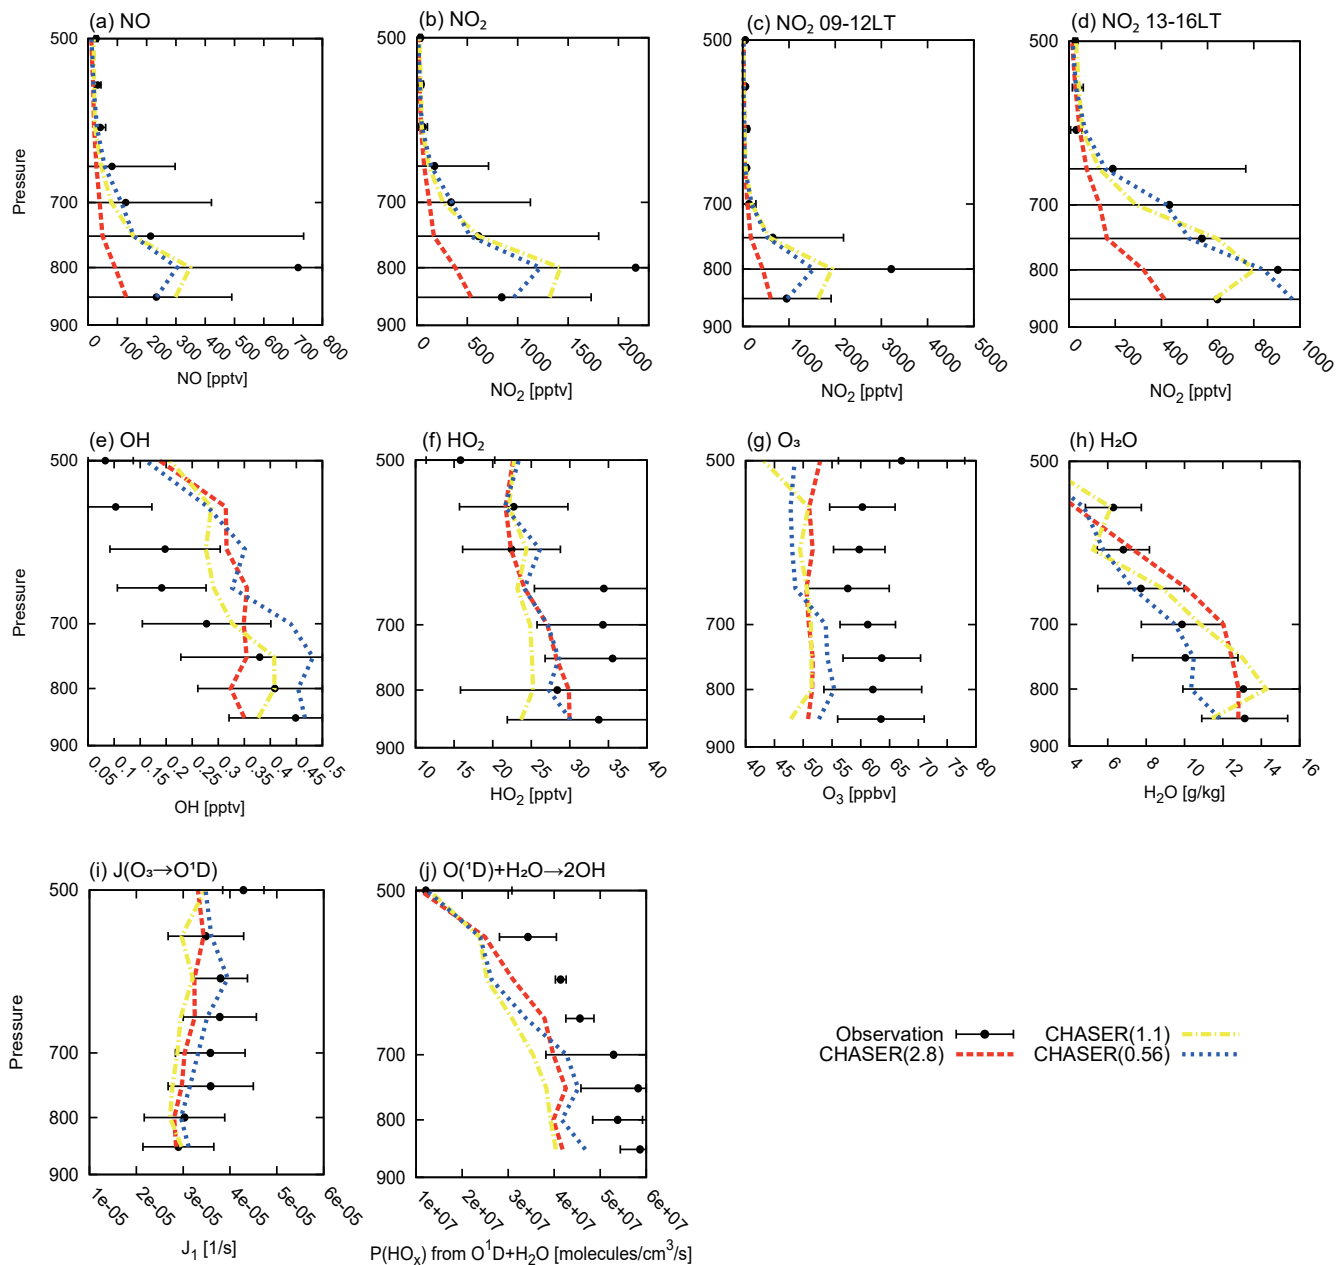 (a) NO
(b) NO₂
(c) NO₂ 09-12LT
(d) NO₂ 13-16LT
Pressure
500
700
800
900
0 100 200 300 400 500 600 700 800
NO [pptv]
500
700
800
900
0 500 1000 1500 2000
NO₂ [pptv]
500
700
800
900
0 1000 2000 3000 4000 5000
NO₂ [pptv]
500
700
800
900
0 200 400 600 800 1000
NO₂ [pptv]
(e) OH
(f) HO₂
(g) O₃
(h) H₂O
Pressure
500
700
800
900
0.05 0.1 0.15 0.2 0.25 0.3 0.35 0.4 0.45 0.5
OH [pptv]
500
700
800
900
10 15 20 25 30 35 40
HO₂ [pptv]
500
700
800
900
40 45 50 55 60 65 70 75 80
O₃ [ppbv]
500
700
800
900
4 6 8 10 12 14 16
H₂O [g/kg]
(i) J(O₃→O¹D)
(j) O(¹D)+H₂O→2OH
Pressure
500
700
800
900
1e-05 2e-05 3e-05 4e-05 5e-05 6e-05
J₁ [1/s]
500
700
800
900
1e+07 2e+07 3e+07 4e+07 5e+07 6e+07
P(HOₓ) from O¹D+H₂O [molecules/cm³/s]
Observation
CHASER(2.8)
CHASER(1.1)
CHASER(0.56)